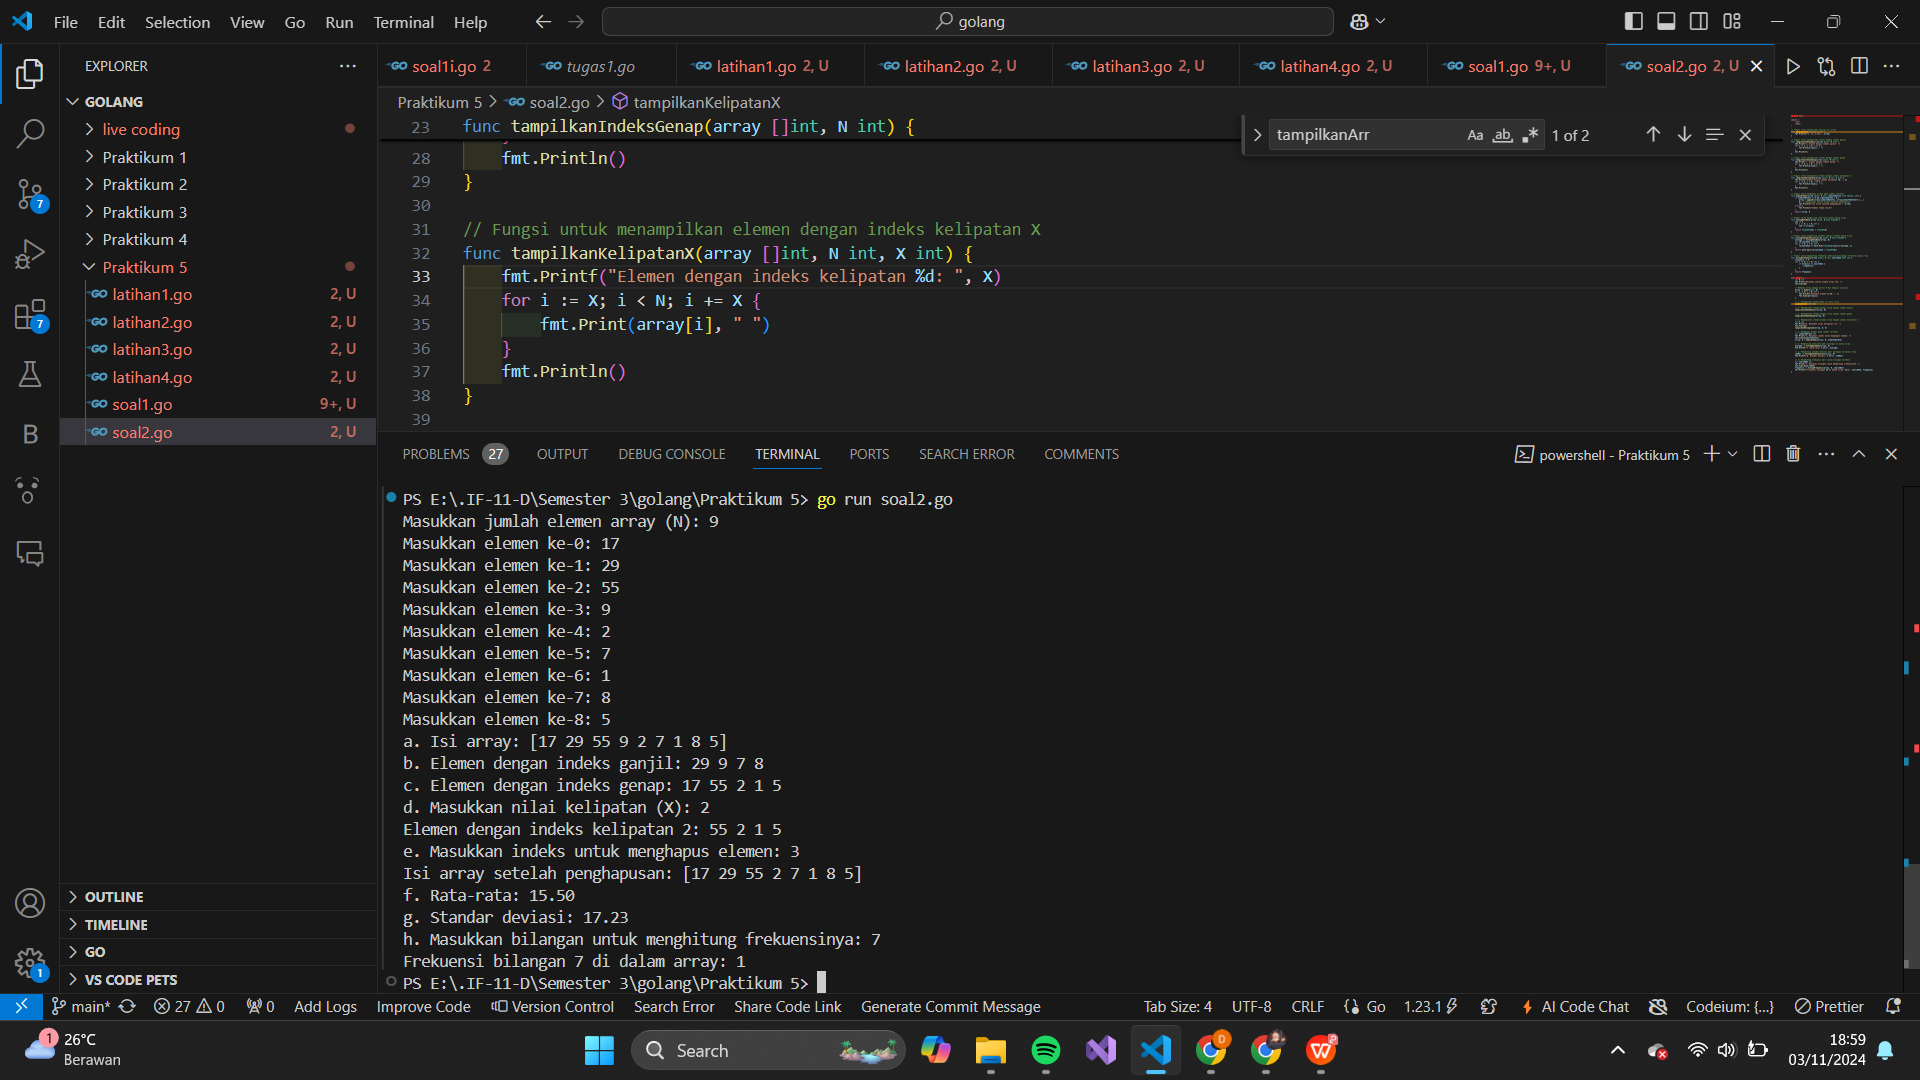 File Edit Selection View Go Run Terminal Help
golang
EXPLORER
GOLANG
live coding
Praktikum 1
Praktikum 2
Praktikum 3
Praktikum 4
Praktikum 5
latihan1.go 2, U
latihan2.go 2, U
latihan3.go 2, U
latihan4.go 2, U
soal1.go 9+, U
soal2.go 2, U
OUTLINE
TIMELINE
GO
VS CODE PETS
7
7
1
soal1i.go 2
tugas1.go
latihan1.go 2, U
latihan2.go 2, U
latihan3.go 2, U
latihan4.go 2, U
soal1.go 9+, U
soal2.go 2, U
Praktikum 5 > soal2.go > tampilkanKelipatanX
tampilkanArr Aa ab 1 of 2
23 func tampilkanIndeksGenap(array []int, N int) {
28 fmt.Println()
29 }
30
31 // Fungsi untuk menampilkan elemen dengan indeks kelipatan X
32 func tampilkanKelipatanX(array []int, N int, X int) {
33 fmt.Printf("Elemen dengan indeks kelipatan %d: ", X)
34 for i := X; i < N; i += X {
35 fmt.Print(array[i], " ")
36 }
37 fmt.Println()
38 }
39
PROBLEMS 27 OUTPUT DEBUG CONSOLE TERMINAL PORTS SEARCH ERROR COMMENTS
powershell - Praktikum 5
PS E:\.IF-11-D\Semester 3\golang\Praktikum 5> go run soal2.go
Masukkan jumlah elemen array (N): 9
Masukkan elemen ke-0: 17
Masukkan elemen ke-1: 29
Masukkan elemen ke-2: 55
Masukkan elemen ke-3: 9
Masukkan elemen ke-4: 2
Masukkan elemen ke-5: 7
Masukkan elemen ke-6: 1
Masukkan elemen ke-7: 8
Masukkan elemen ke-8: 5
a. Isi array: [17 29 55 9 2 7 1 8 5]
b. Elemen dengan indeks ganjil: 29 9 7 8
c. Elemen dengan indeks genap: 17 55 2 1 5
d. Masukkan nilai kelipatan (X): 2
Elemen dengan indeks kelipatan 2: 55 2 1 5
e. Masukkan indeks untuk menghapus elemen: 3
Isi array setelah penghapusan: [17 29 55 2 7 1 8 5]
f. Rata-rata: 15.50
g. Standar deviasi: 17.23
h. Masukkan bilangan untuk menghitung frekuensinya: 7
Frekuensi bilangan 7 di dalam array: 1
PS E:\.IF-11-D\Semester 3\golang\Praktikum 5>
main* 27 0 0 Add Logs Improve Code Version Control Search Error Share Code Link Generate Commit Message Tab Size: 4 UTF-8 CRLF Go 1.23.1 AI Code Chat Codeium: {...} Prettier
1
26°C
Berawan
Search
18:59
03/11/2024